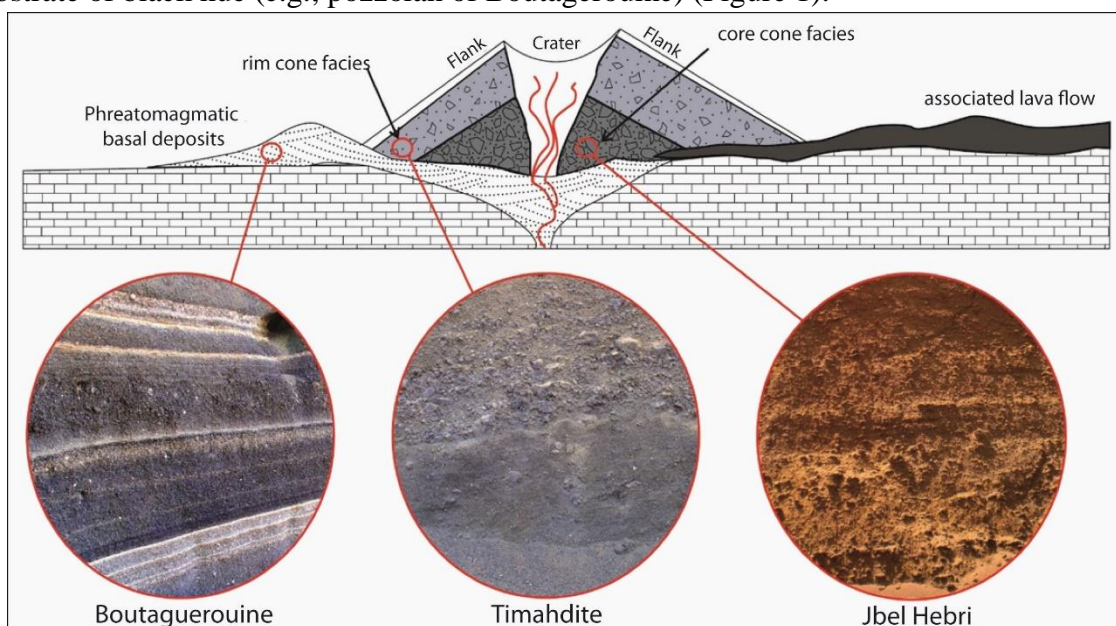 Flank
Crater
Flank
core cone facies
rim cone facies
Phreatomagmatic
basal deposits
associated lava flow
Boutaguerouine
Timahdite
Jbel Hebri